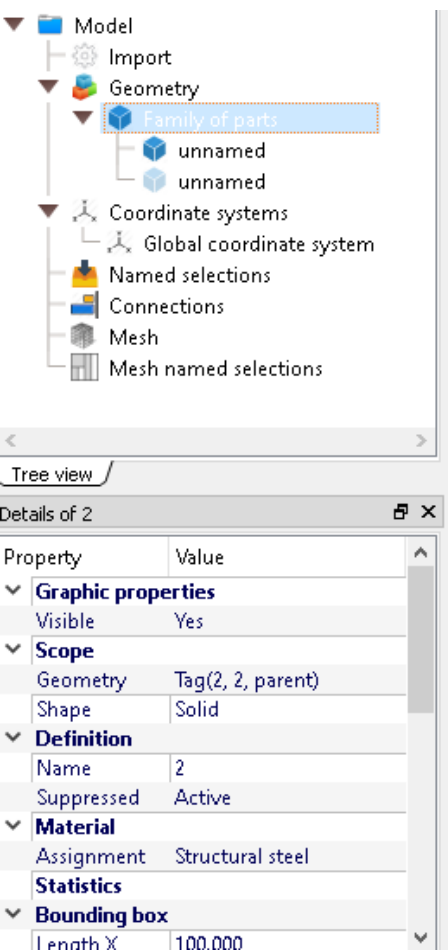 Model
Import
Geometry
Family of parts
unnamed
unnamed
Coordinate systems
Global coordinate system
Named selections
Connections
Mesh
Mesh named selections
Tree view
Details of 2
Property Value
Graphic properties
Visible Yes
Scope
Geometry Tag(2, 2, parent)
Shape Solid
Definition
Name 2
Suppressed Active
Material
Assignment Structural steel
Statistics
Bounding box
Length X 100.000